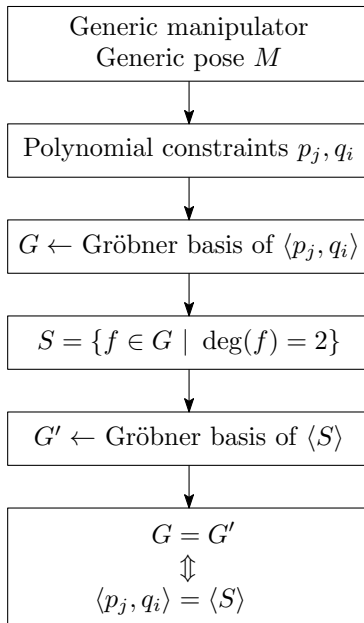 Generic manipulator
Generic pose M
Polynomial constraints p_j, q_i
G ← Gröbner basis of ⟨p_j, q_i⟩
S = {f ∈ G | deg(f) = 2}
G′ ← Gröbner basis of ⟨S⟩
G = G′
⇕
⟨p_j, q_i⟩ = ⟨S⟩